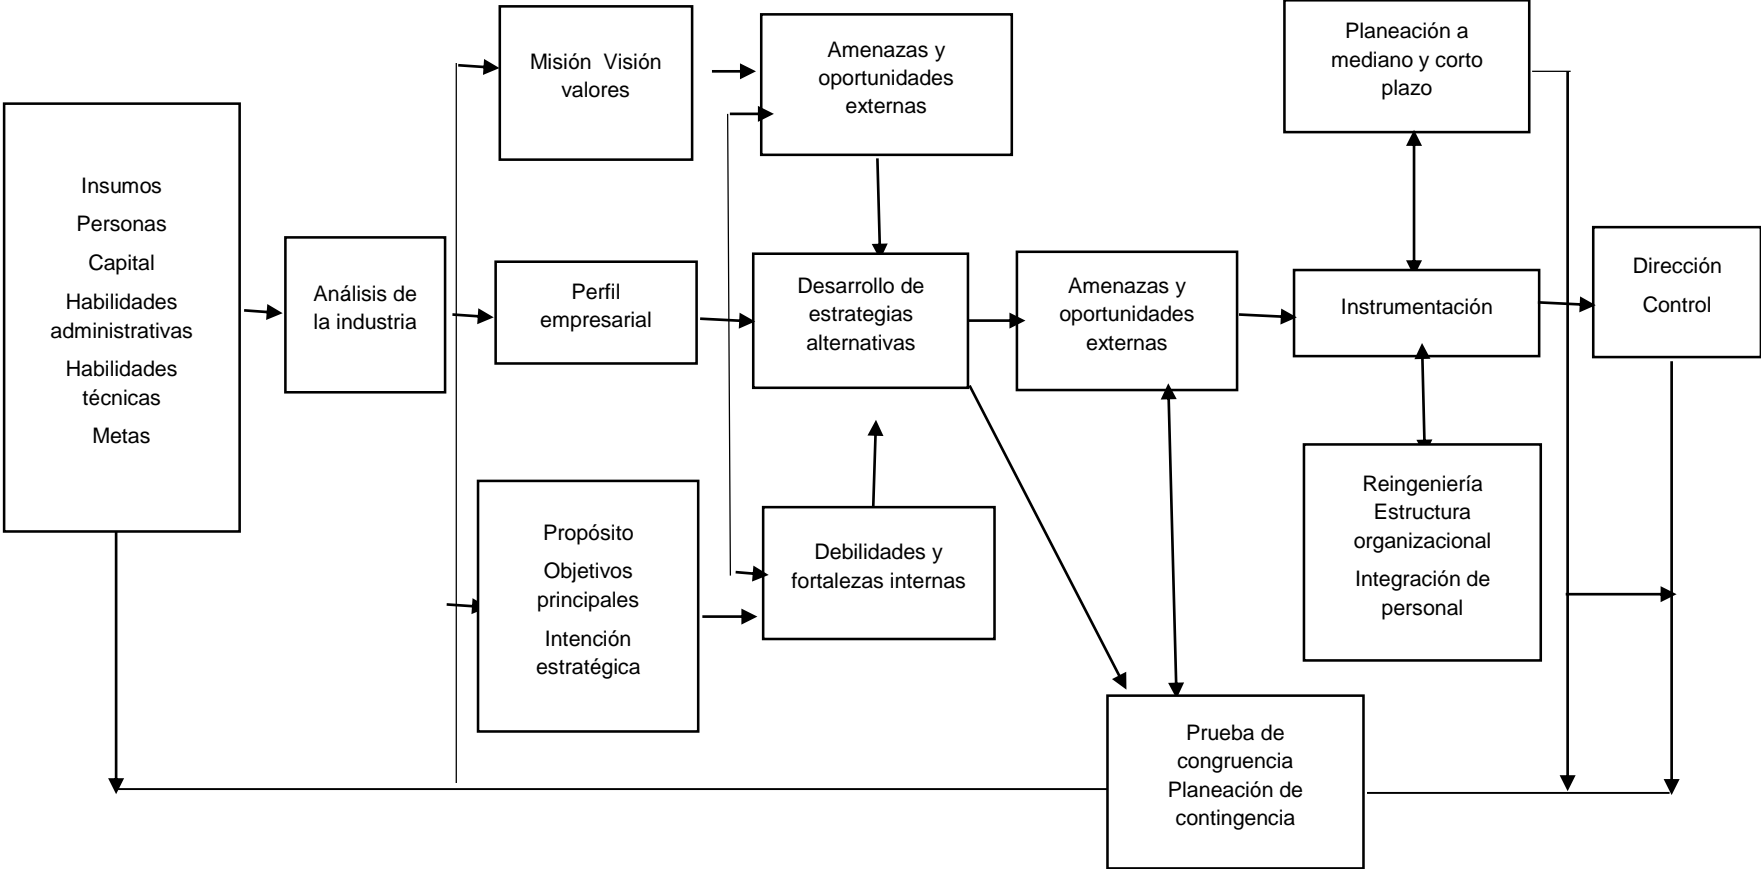 Insumos
Personas
Capital
Habilidades
administrativas
Habilidades
técnicas
Metas
Análisis de
la industria
Misión Visión
valores
Perfil
empresarial
Propósito
Objetivos
principales
Intención
estratégica
Amenazas y
oportunidades
externas
Desarrollo de
estrategias
alternativas
Debilidades y
fortalezas internas
Amenazas y
oportunidades
externas
Prueba de
congruencia
Planeación de
contingencia
Planeación a
mediano y corto
plazo
Instrumentación
Reingeniería
Estructura
organizacional
Integración de
personal
Dirección
Control